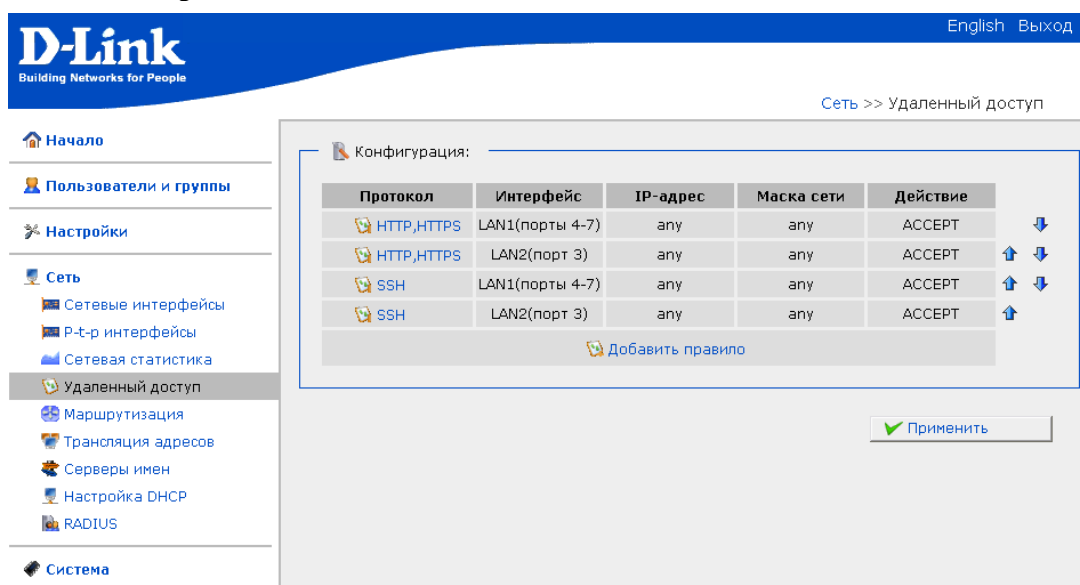 English Выход
D-Link
Building Networks for People
Сеть >> Удаленный доступ
Начало
Пользователи и группы
Настройки
Сеть
Сетевые интерфейсы
P-t-p интерфейсы
Сетевая статистика
Удаленный доступ
Маршрутизация
Трансляция адресов
Серверы имен
Настройка DHCP
RADIUS
Система
Конфигурация:
Протокол Интерфейс IP-адрес Маска сети Действие
HTTP,HTTPS LAN1(порты 4-7) any any ACCEPT
HTTP,HTTPS LAN2(порт 3) any any ACCEPT
SSH LAN1(порты 4-7) any any ACCEPT
SSH LAN2(порт 3) any any ACCEPT
Добавить правило
Применить